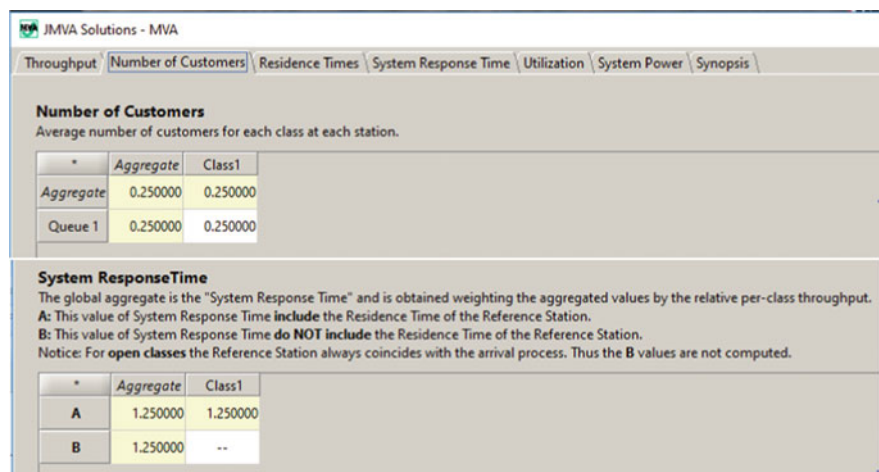 MVA JMVA Solutions - MVA
Throughput Number of Customers Residence Times System Response Time Utilization System Power Synopsis
Number of Customers
Average number of customers for each class at each station.
* Aggregate Class1
Aggregate 0.250000 0.250000
Queue 1 0.250000 0.250000
System ResponseTime
The global aggregate is the "System Response Time" and is obtained weighting the aggregated values by the relative per-class throughput.
A: This value of System Response Time include the Residence Time of the Reference Station.
B: This value of System Response Time do NOT include the Residence Time of the Reference Station.
Notice: For open classes the Reference Station always coincides with the arrival process. Thus the B values are not computed.
* Aggregate Class1
A 1.250000 1.250000
B 1.250000 --